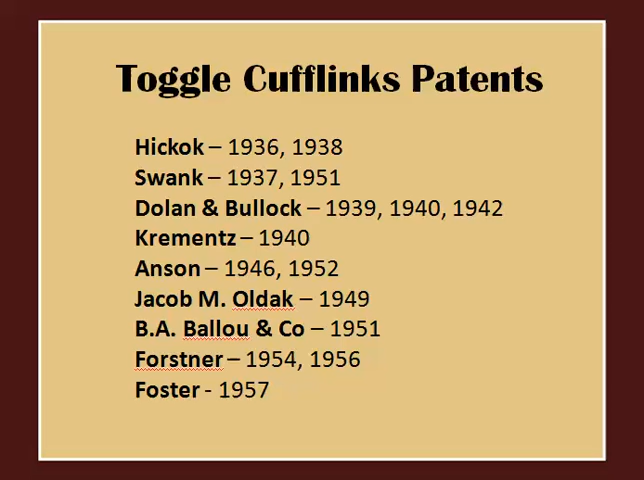 Toggle Cufflinks Patents
Hickok – 1936, 1938
Swank – 1937, 1951
Dolan & Bullock – 1939, 1940, 1942
Krementz – 1940
Anson – 1946, 1952
Jacob M. Oldak – 1949
B.A. Ballou & Co – 1951
Forstner – 1954, 1956
Foster - 1957